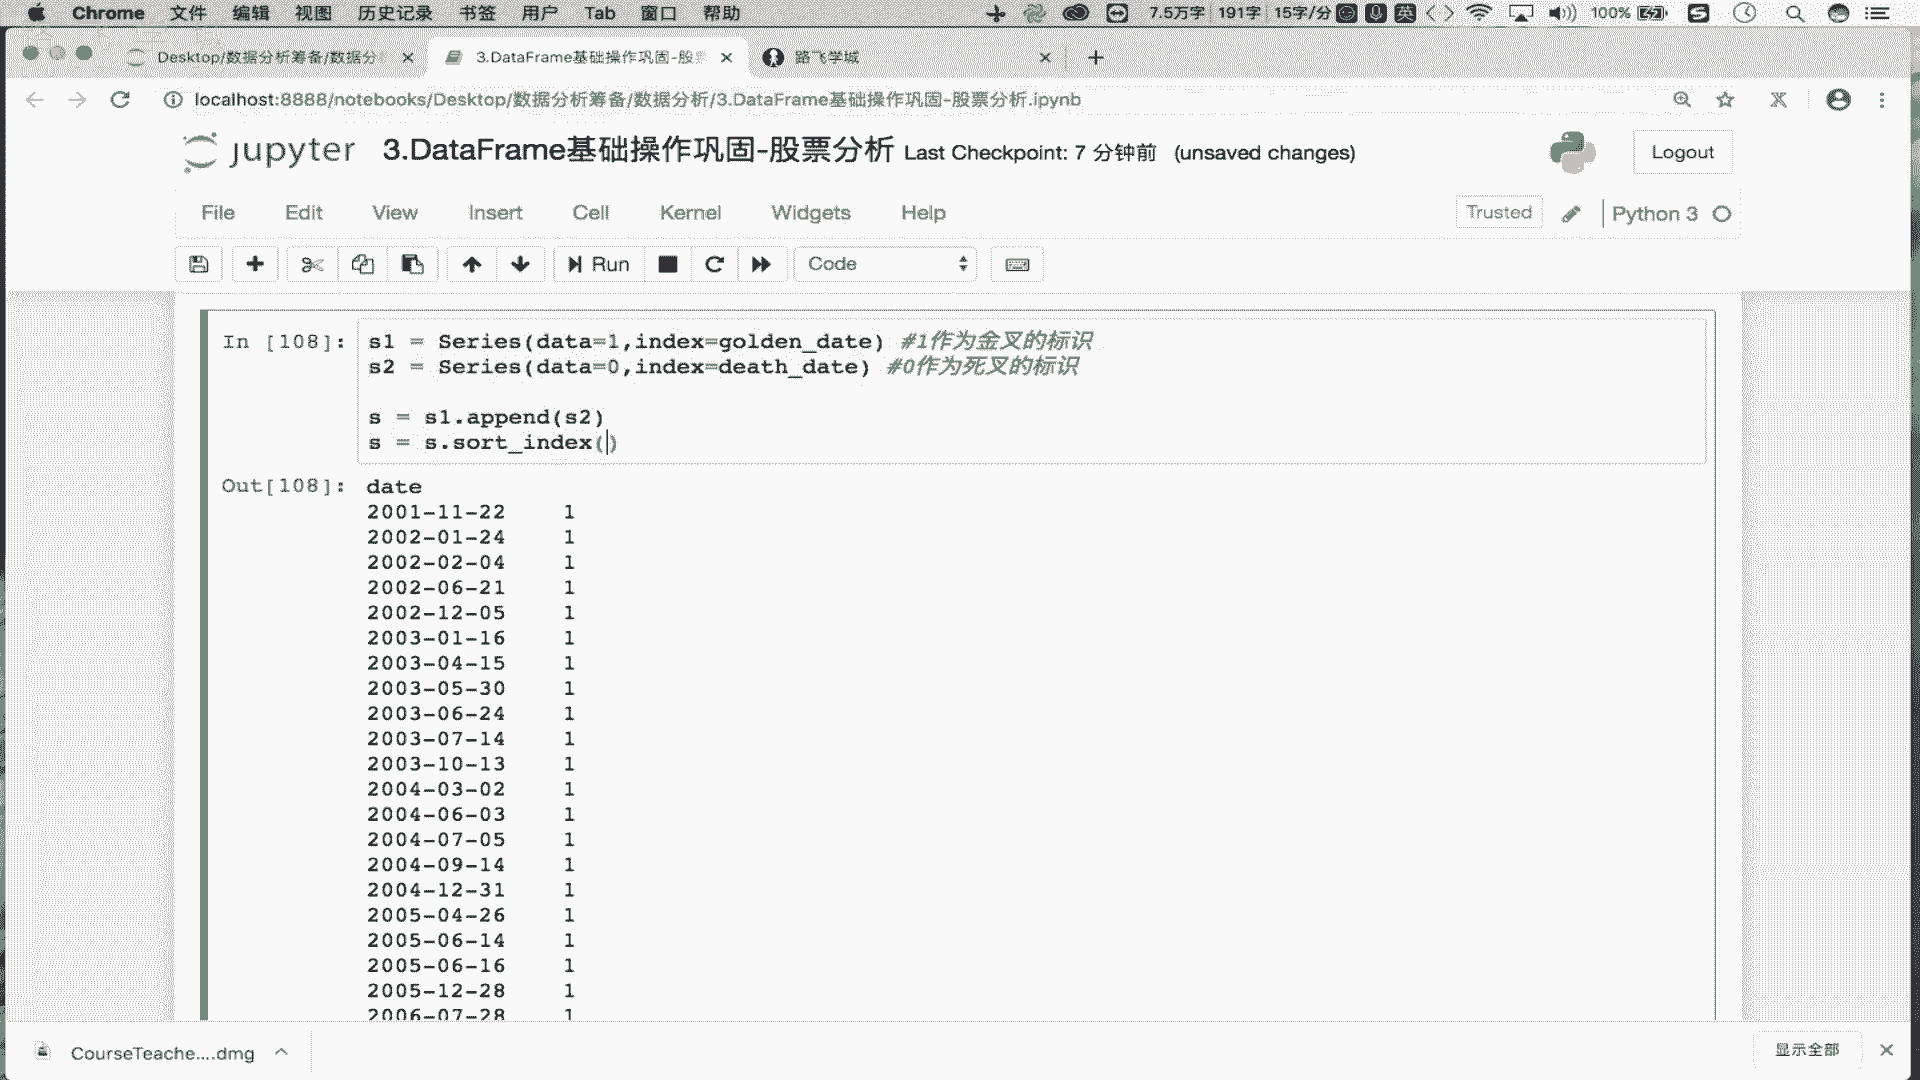 Chrome 文件 编辑 视图 历史记录 书签 用户 Tab 窗口 帮助 7.5万字 191字 15字/分 英 100%
Desktop/数据分析筹备/数据分 3.DataFrame基础操作巩固-股 路飞学城
localhost:8888/notebooks/Desktop/数据分析筹备/数据分析/3.DataFrame基础操作巩固-股票分析.ipynb
jupyter 3.DataFrame基础操作巩固-股票分析 Last Checkpoint: 7 分钟前 (unsaved changes) Logout
File Edit View Insert Cell Kernel Widgets Help Trusted Python 3
Run Code
In [108]: s1 = Series(data=1,index=golden_date) #1作为金叉的标识
s2 = Series(data=0,index=death_date) #0作为死叉的标识
s = s1.append(s2)
s = s.sort_index()
Out[108]: date
2001-11-22 1
2002-01-24 1
2002-02-04 1
2002-06-21 1
2002-12-05 1
2003-01-16 1
2003-04-15 1
2003-05-30 1
2003-06-24 1
2003-07-14 1
2003-10-13 1
2004-03-02 1
2004-06-03 1
2004-07-05 1
2004-09-14 1
2004-12-31 1
2005-04-26 1
2005-06-14 1
2005-06-16 1
2005-12-28 1
2006-07-28 1
CourseTeache....dmg 显示全部